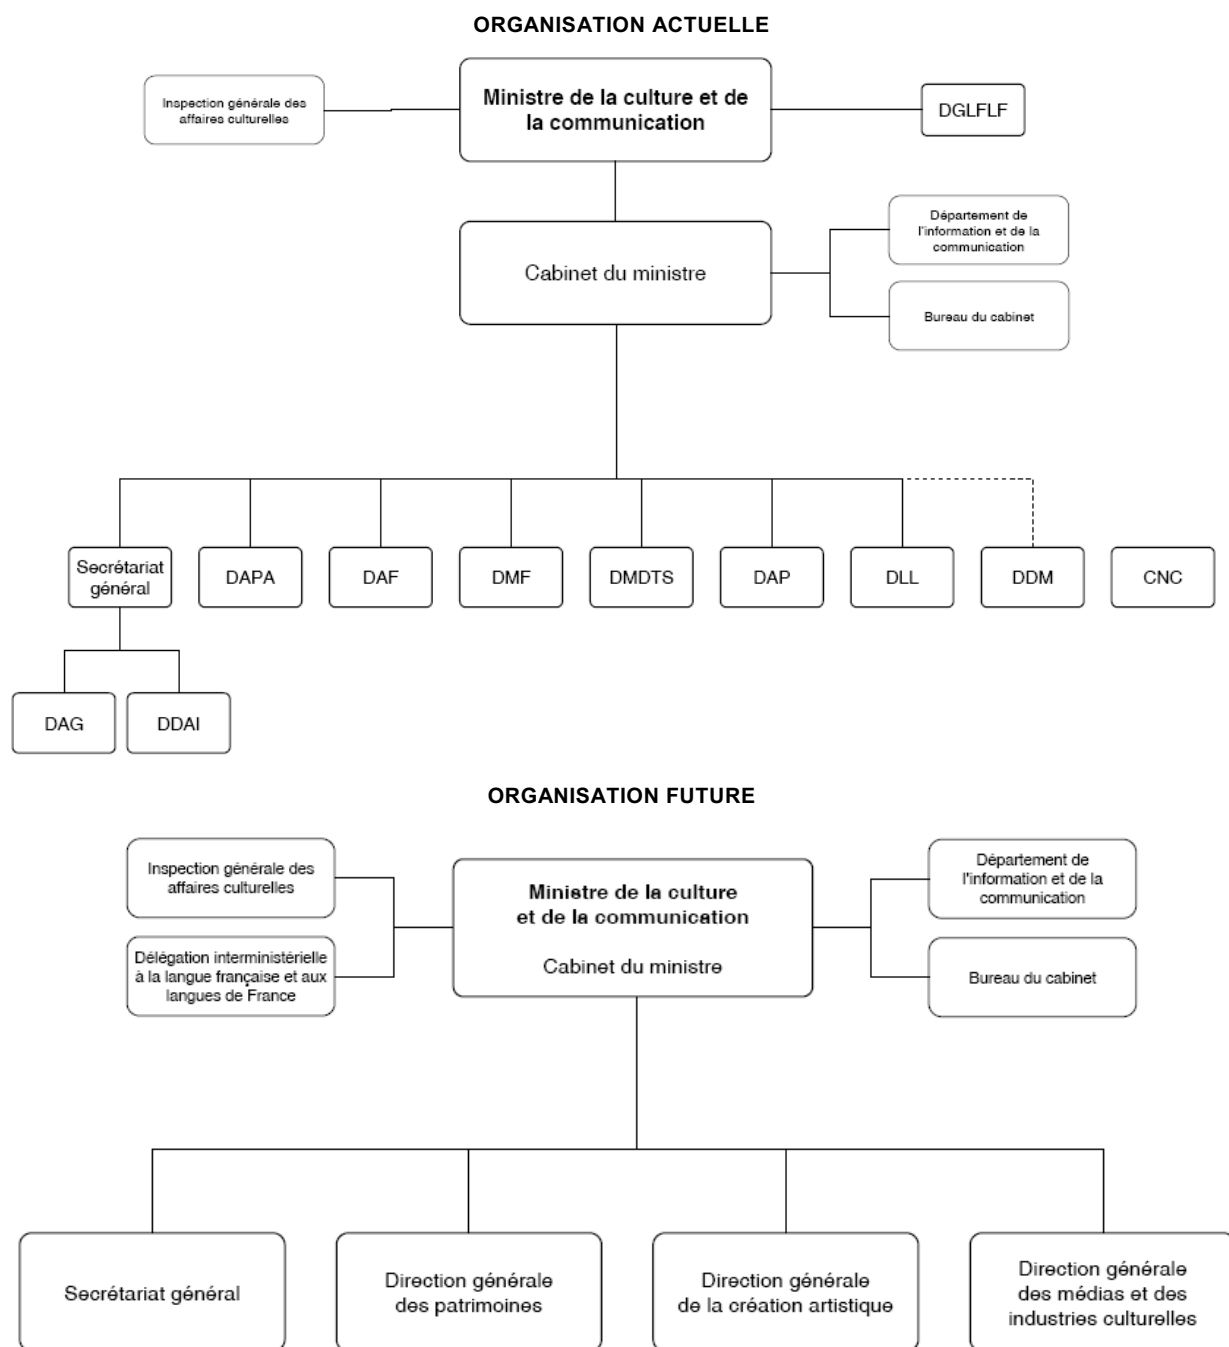 ORGANISATION ACTUELLE
Inspection générale des
affaires culturelles
Ministre de la culture et de
la communication
DGLFLF
Cabinet du ministre
Département de
l'information et de la
communication
Bureau du cabinet
Secrétariat
général
DAPA
DAF
DMF
DMDTS
DAP
DLL
DDM
CNC
DAG
DDAI
ORGANISATION FUTURE
Inspection générale des
affaires culturelles
Délégation interministérielle
à la langue française et aux
langues de France
Ministre de la culture
et de la communication
Cabinet du ministre
Département de
l'information et de la
communication
Bureau du cabinet
Secrétariat général
Direction générale
des patrimoines
Direction générale
de la création artistique
Direction générale
des médias et des
industries culturelles